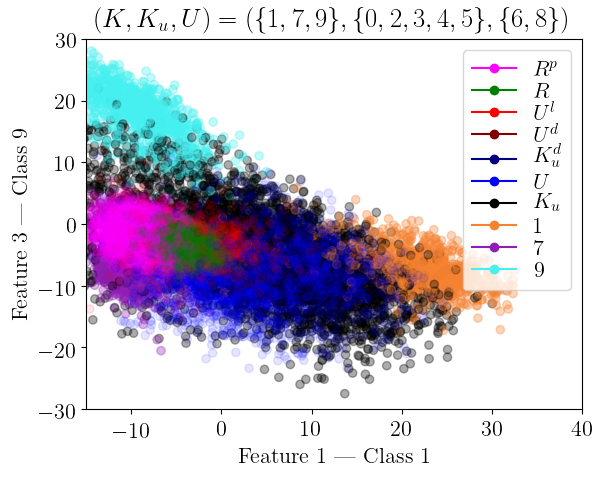 (K, K_u, U) = ({1, 7, 9}, {0, 2, 3, 4, 5}, {6, 8})
30
20
10
0
−10
−20
−30
Feature 3 — Class 9
R^p
R
U^l
U^d
K_u^d
U
K_u
1
7
9
−10
0
10
20
30
40
Feature 1 — Class 1